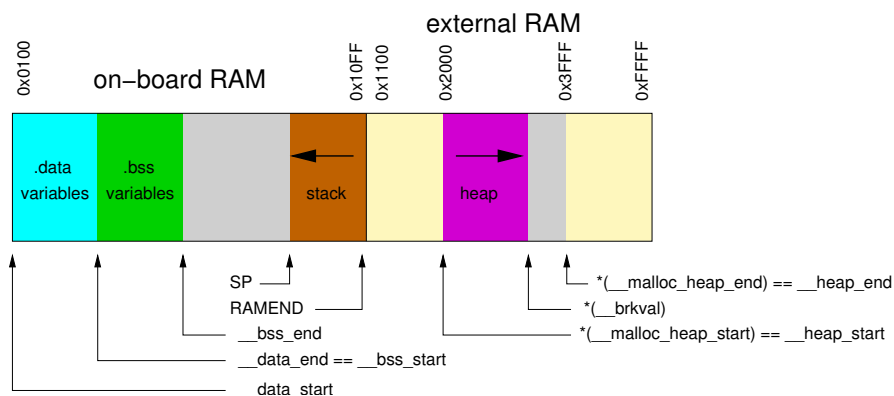 external RAM
on−board RAM
0x0100
0x10FF
0x1100
0x2000
0x3FFF
0xFFFF
.data
variables
.bss
variables
stack
heap
SP
RAMEND
__bss_end
__data_end == __bss_start
__data_start
*(__malloc_heap_end) == __heap_end
*(__brkval)
*(__malloc_heap_start) == __heap_start